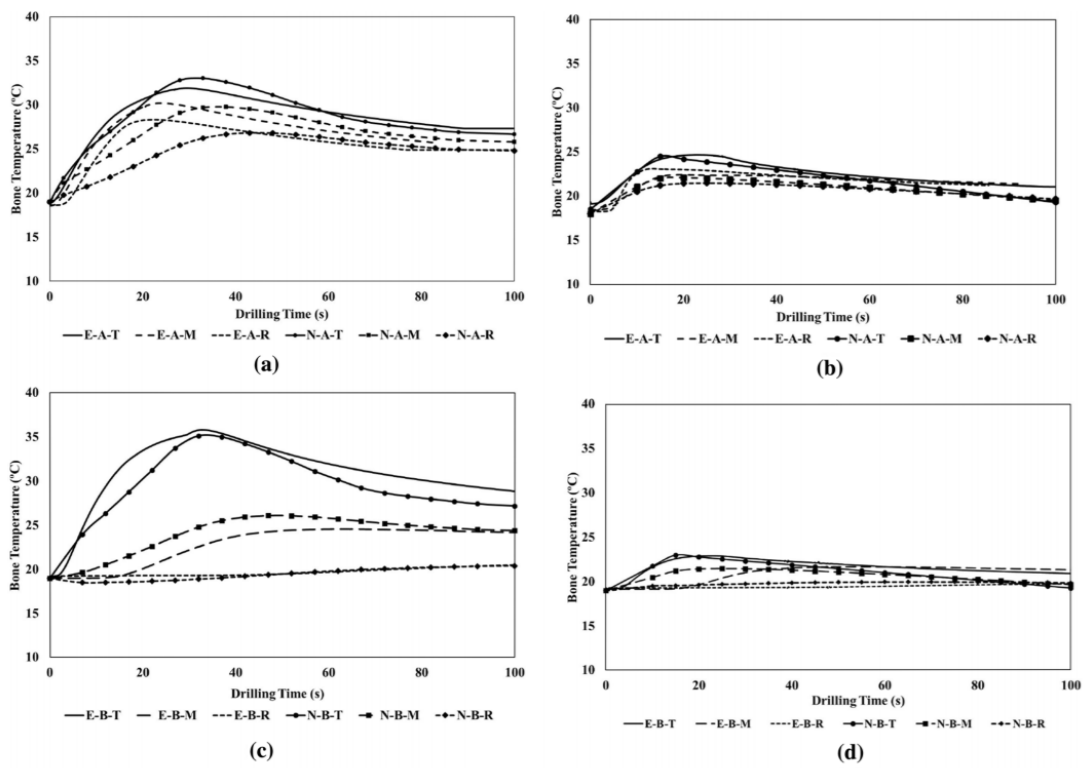 40
35
30
25
20
15
10
Bone Temperature (°C)
0 20 40 60 80 100
Drilling Time (s)
E-A-T E-A-M E-A-R N-A-T N-A-M N-A-R
(a)
40
35
30
25
20
15
10
Bone Temperature (°C)
0 20 40 60 80 100
Drilling Time (s)
E-A-T E-A-M E-A-R N-A-T N-A-M N-A-R
(b)
40
35
30
25
20
15
10
Bone Temperature (°C)
0 20 40 60 80 100
Drilling Time (s)
E-B-T E-B-M E-B-R N-B-T N-B-M N-B-R
(c)
40
35
30
25
20
15
10
Bone Temperature (°C)
0 20 40 60 80 100
Drilling Time (s)
E-B-T E-B-M E-B-R N-B-T N-B-M N-B-R
(d)